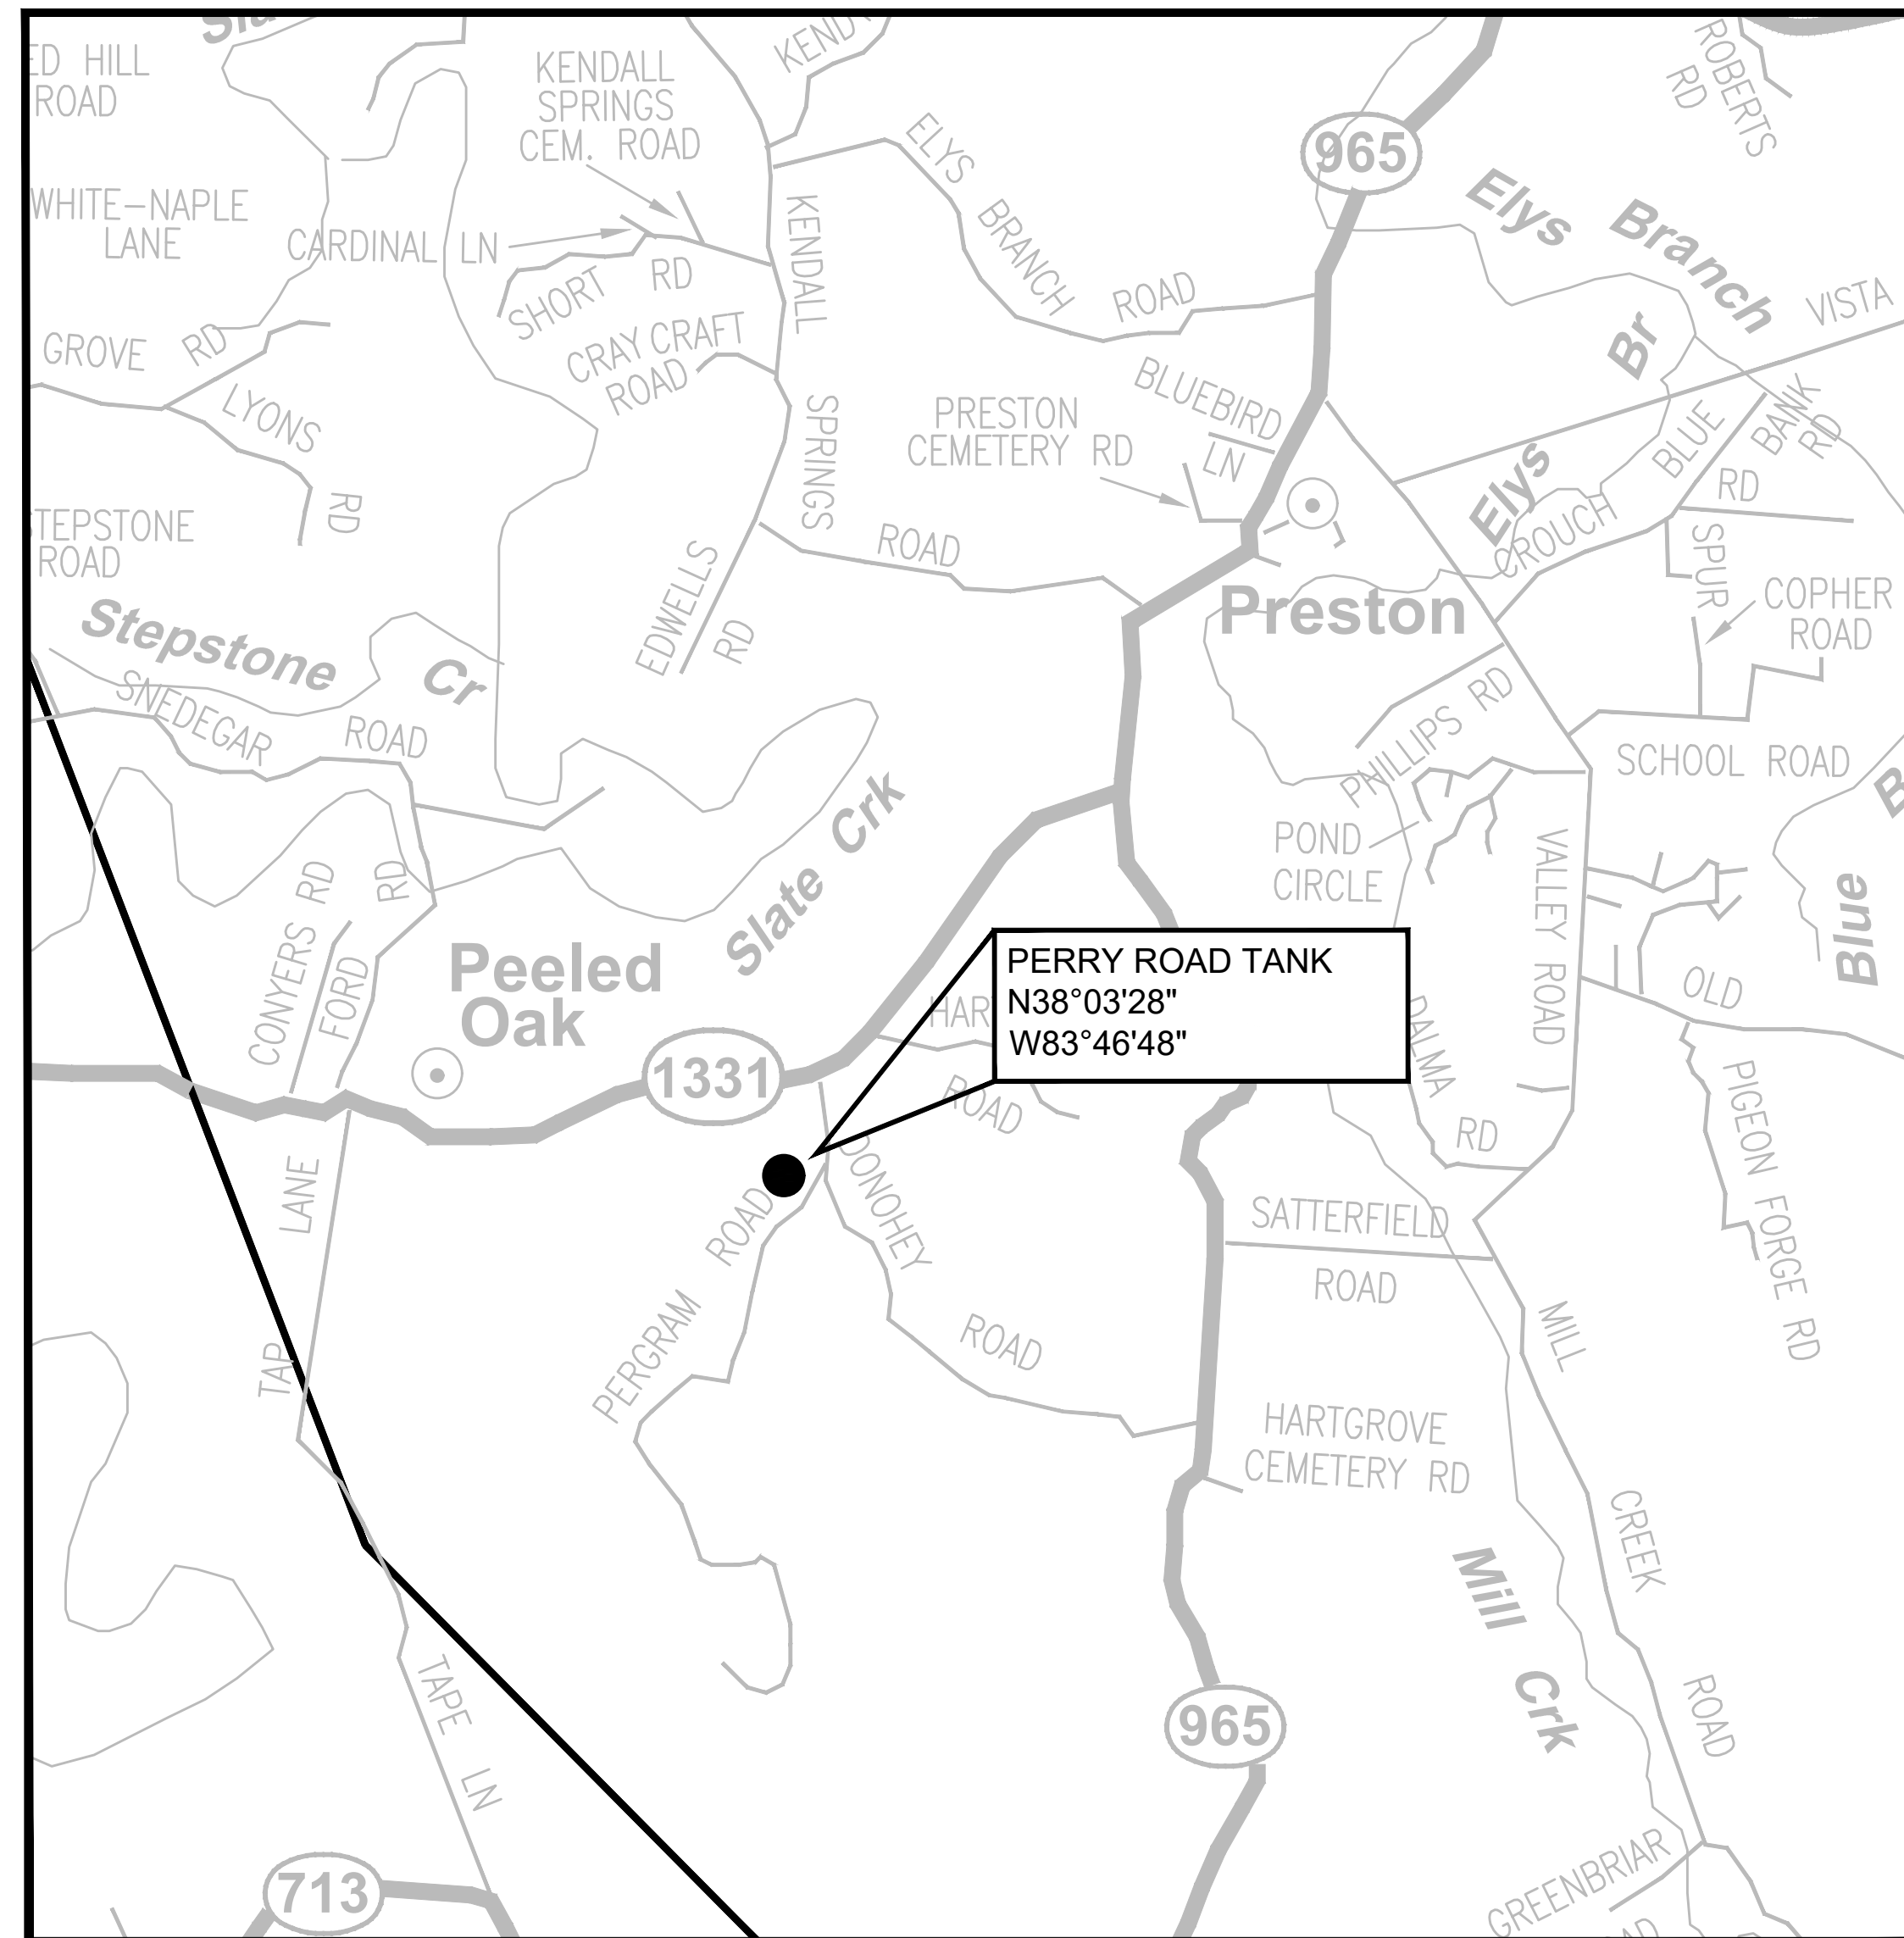 ED HILL
ROAD
KENDALL
SPRINGS
CEM. ROAD
ROBERTS
RD
965
WHITE-NAPLE
LANE
CARDINAL LN
SHORT RD
KENDALL
SPRINGS
ROAD
ELYS BRANCH ROAD
Elys Branch
VISTA
GROVE RD
CRAY CRAFT
ROAD
LYONS
RD
PRESTON
CEMETERY RD
BLUEBIRD
LN
Elys Br
BLUE BANK
RD
RD
SPUR
CROUCH
COPHER
ROAD
STEPSTONE
ROAD
Stepstone Cr
EDWELLS
RD
Preston
SNEDEGAR ROAD
PHILLIPS RD
SCHOOL ROAD
Slate Crk
POND
CIRCLE
VALLEY ROAD
Blue
CONYERS RD
FORD RD
Peeled
Oak
PERRY ROAD TANK
N38°03'28"
W83°46'48"
HAR
ROAD
DALMA
RD
OLD
1331
PIGEON FORGE RD
TAP LANE
DONOHEY
ROAD
PERGRAM ROAD
SATTERFIELD
ROAD
HARTGROVE
CEMETERY RD
MILL
CREEK
ROAD
Mill Crk
TAPE LN
965
713
GREENBRIAR